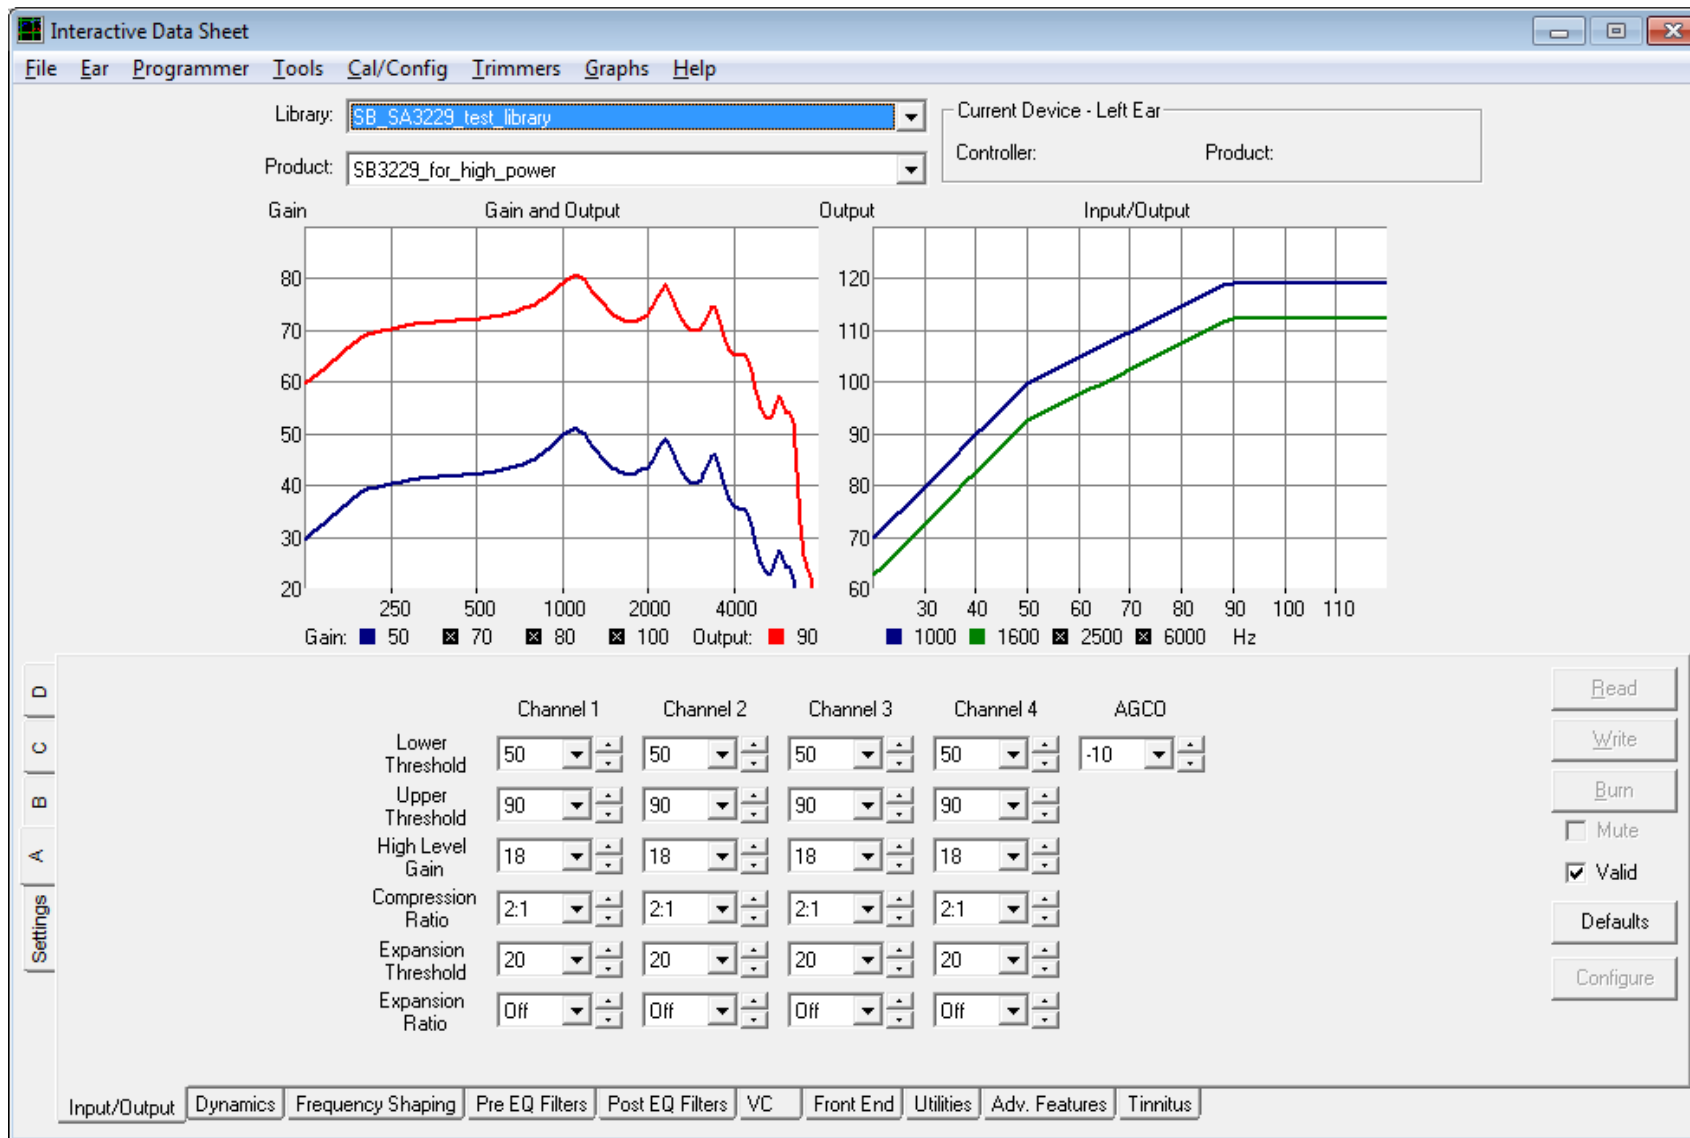 Interactive Data Sheet
File Ear Programmer Tools Cal/Config Trimmers Graphs Help
Library: SB_SA3229_test_library
Current Device - Left Ear
Controller: Product:
Product: SB3229_for_high_power
Gain Gain and Output Output Input/Output
80 120
70 110
60 100
50 90
40 80
30 70
20 60
250 500 1000 2000 4000 30 40 50 60 70 80 90 100 110
Gain: 50 70 80 100 Output: 90 1000 1600 2500 6000 Hz
D
C
B
A
Settings
Channel 1 Channel 2 Channel 3 Channel 4 AGCO
Lower
Threshold 50 50 50 50 -10
Upper
Threshold 90 90 90 90
High Level
Gain 18 18 18 18
Compression
Ratio 2:1 2:1 2:1 2:1
Expansion
Threshold 20 20 20 20
Expansion
Ratio Off Off Off Off
Read
Write
Burn
Mute
Valid
Defaults
Configure
Input/Output Dynamics Frequency Shaping Pre EQ Filters Post EQ Filters VC Front End Utilities Adv. Features Tinnitus